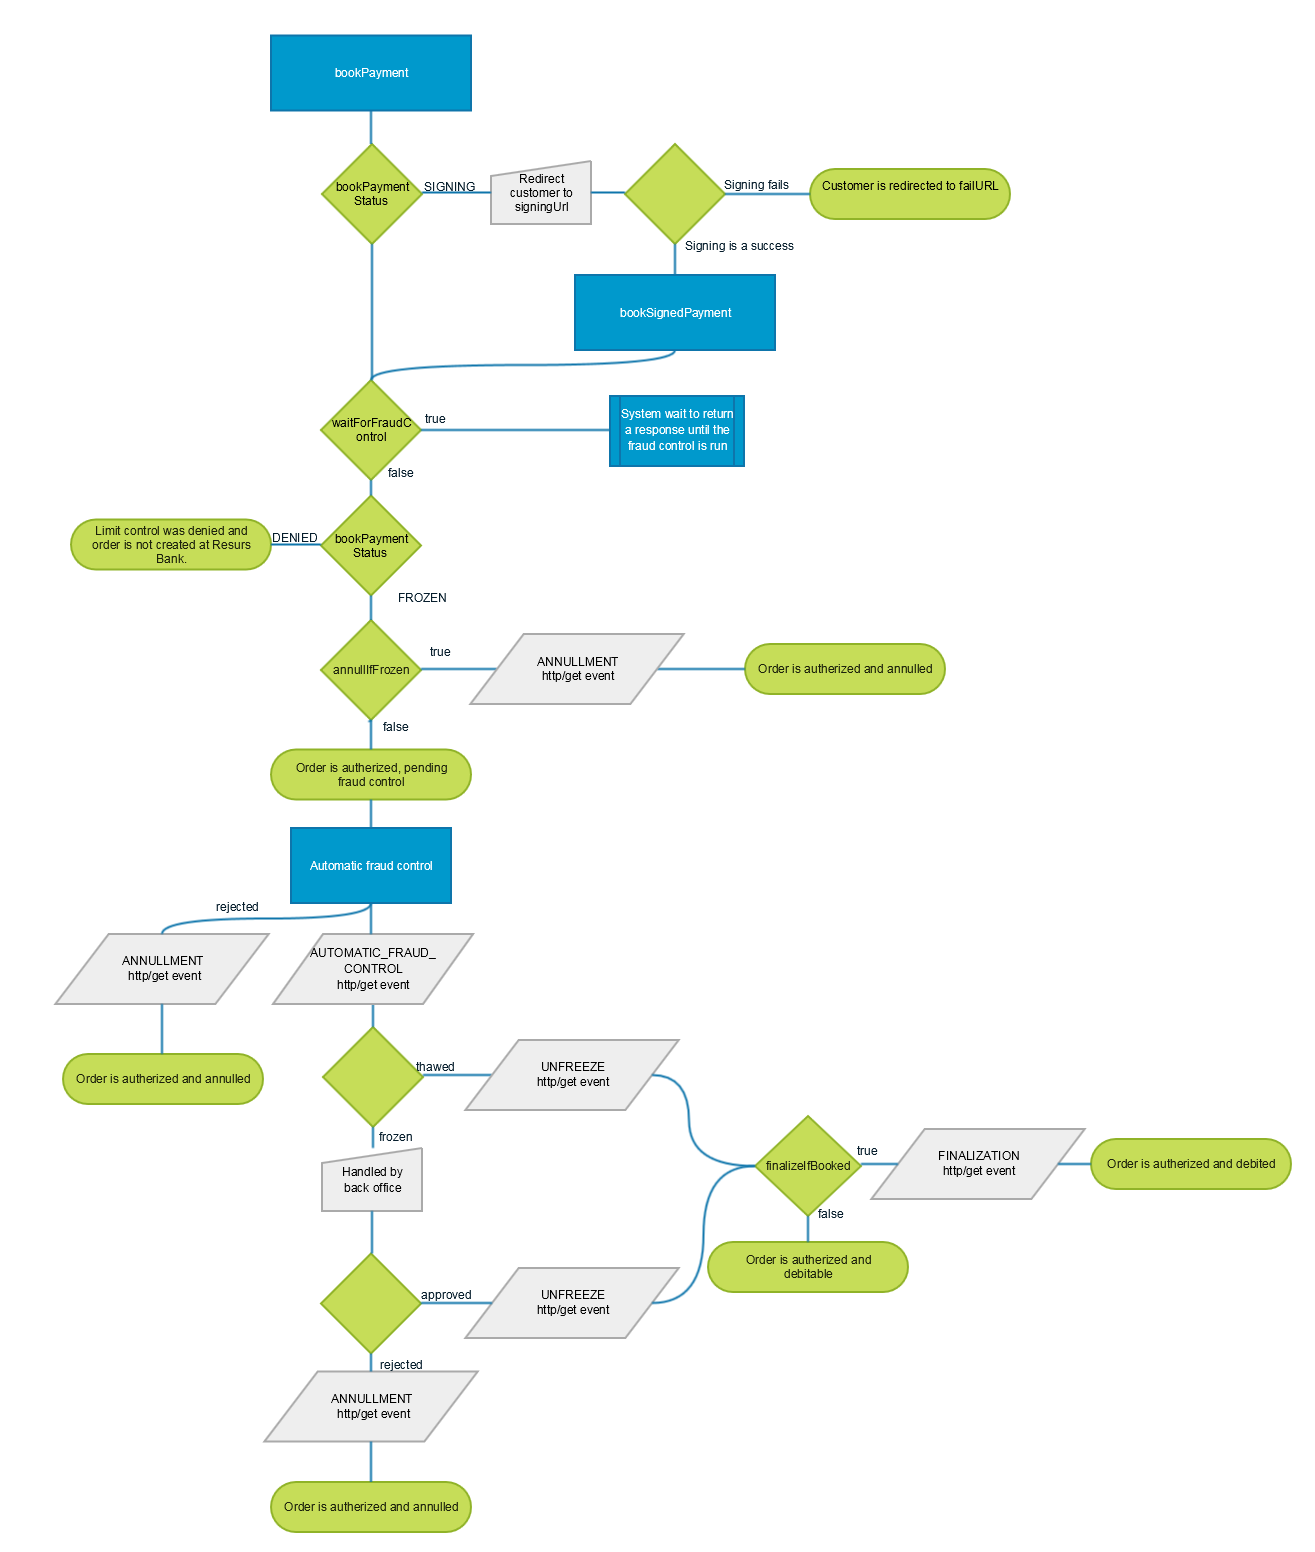 bookPayment
bookPayment
Status
SIGNING
Redirect
customer to
signingUrl
Signing fails
Customer is redirected to failURL
Signing is a success
bookSignedPayment
waitForFraudC
ontrol
true
System wait to return
a response until the
fraud control is run
false
Limit control was denied and
order is not created at Resurs
Bank.
DENIED
bookPayment
Status
FROZEN
annullIfFrozen
true
ANNULLMENT
http/get event
Order is autherized and annulled
false
Order is autherized, pending
fraud control
Automatic fraud control
rejected
ANNULLMENT
http/get event
AUTOMATIC_FRAUD_
CONTROL
http/get event
Order is autherized and annulled
thawed
UNFREEZE
http/get event
frozen
Handled by
back office
finalizeIfBooked
true
FINALIZATION
http/get event
Order is autherized and debited
false
Order is autherized and
debitable
approved
UNFREEZE
http/get event
rejected
ANNULLMENT
http/get event
Order is autherized and annulled